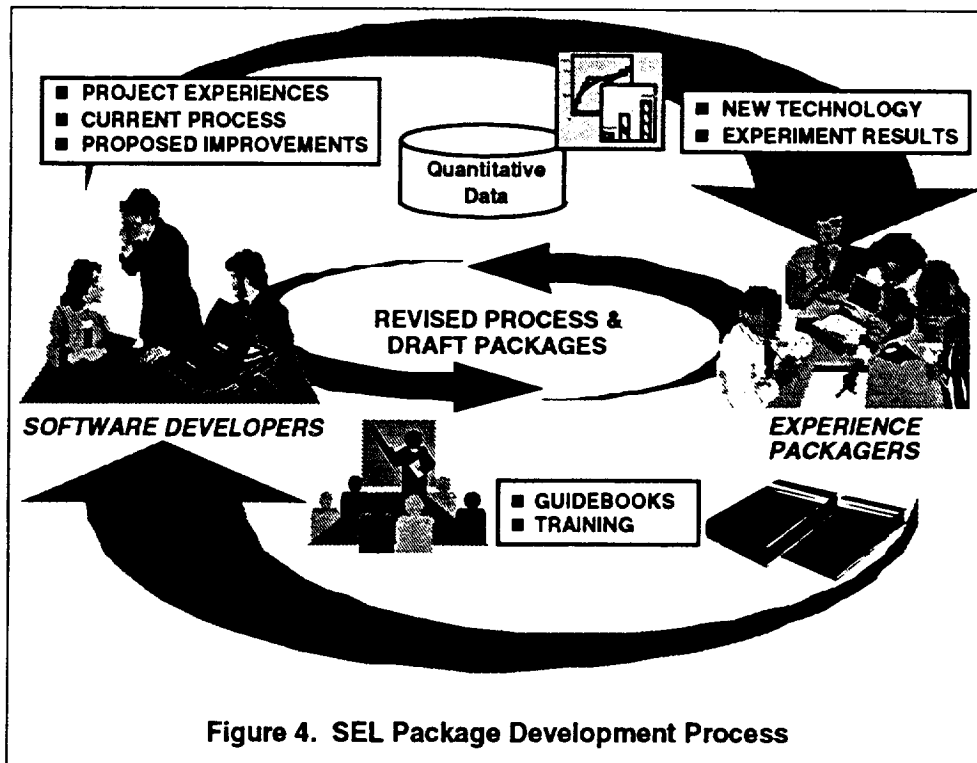 ■ PROJECT EXPERIENCES
■ CURRENT PROCESS
■ PROPOSED IMPROVEMENTS
■ NEW TECHNOLOGY
■ EXPERIMENT RESULTS
Quantitative
Data
REVISED PROCESS &
DRAFT PACKAGES
SOFTWARE DEVELOPERS
EXPERIENCE
PACKAGERS
■ GUIDEBOOKS
■ TRAINING
Figure 4. SEL Package Development Process